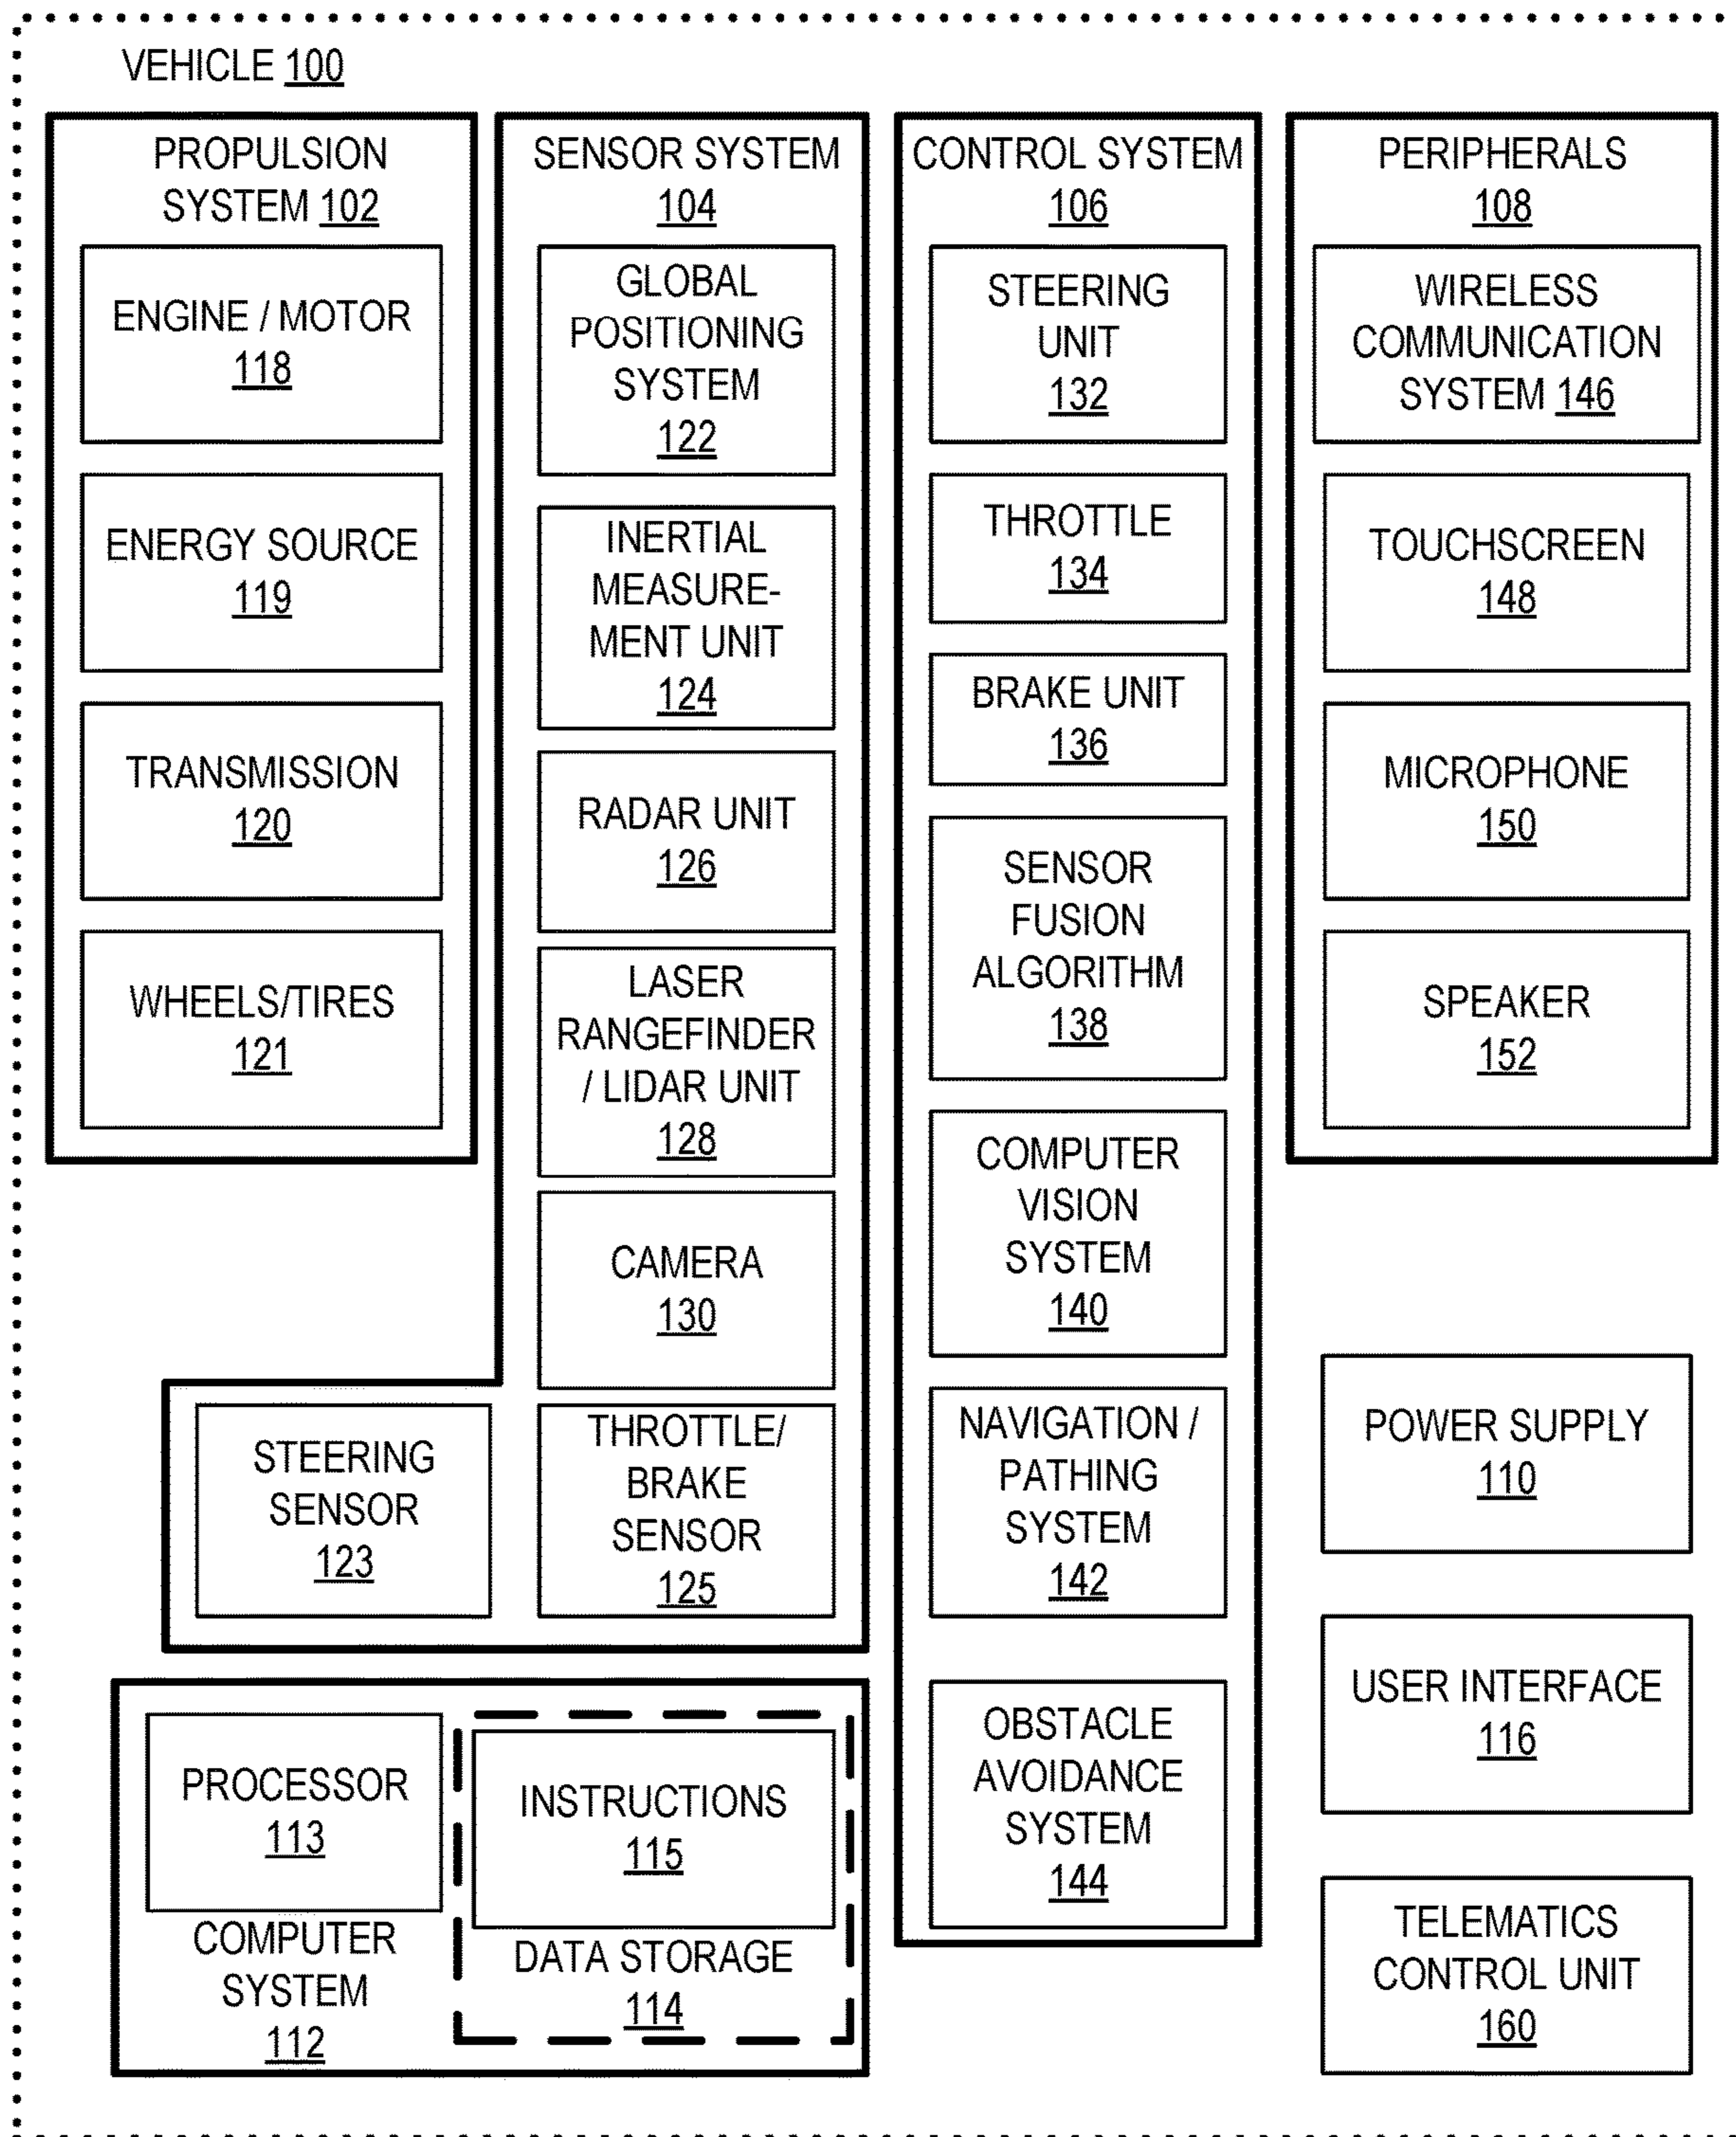 VEHICLE 100
PROPULSION
SYSTEM 102
ENGINE / MOTOR
118
ENERGY SOURCE
119
TRANSMISSION
120
WHEELS/TIRES
121
SENSOR SYSTEM
104
GLOBAL
POSITIONING
SYSTEM
122
INERTIAL
MEASURE-
MENT UNIT
124
RADAR UNIT
126
LASER
RANGEFINDER
/ LIDAR UNIT
128
CAMERA
130
STEERING
SENSOR
123
THROTTLE/
BRAKE
SENSOR
125
CONTROL SYSTEM
106
STEERING
UNIT
132
THROTTLE
134
BRAKE UNIT
136
SENSOR
FUSION
ALGORITHM
138
COMPUTER
VISION
SYSTEM
140
NAVIGATION /
PATHING
SYSTEM
142
OBSTACLE
AVOIDANCE
SYSTEM
144
PERIPHERALS
108
WIRELESS
COMMUNICATION
SYSTEM 146
TOUCHSCREEN
148
MICROPHONE
150
SPEAKER
152
PROCESSOR
113
COMPUTER
SYSTEM
112
INSTRUCTIONS
115
DATA STORAGE
114
POWER SUPPLY
110
USER INTERFACE
116
TELEMATICS
CONTROL UNIT
160